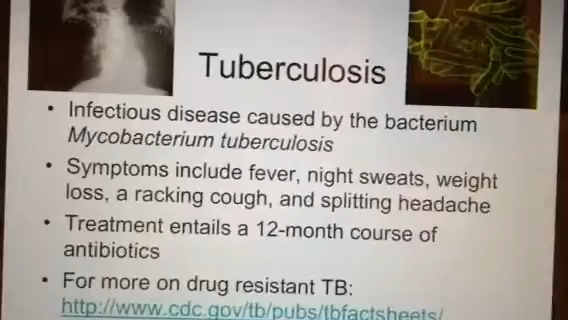 Tuberculosis
• Infectious disease caused by the bacterium
Mycobacterium tuberculosis
• Symptoms include fever, night sweats, weight
loss, a racking cough, and splitting headache
• Treatment entails a 12-month course of
antibiotics
• For more on drug resistant TB:
http://www.cdc.gov/tb/pubs/tbfactsheets/